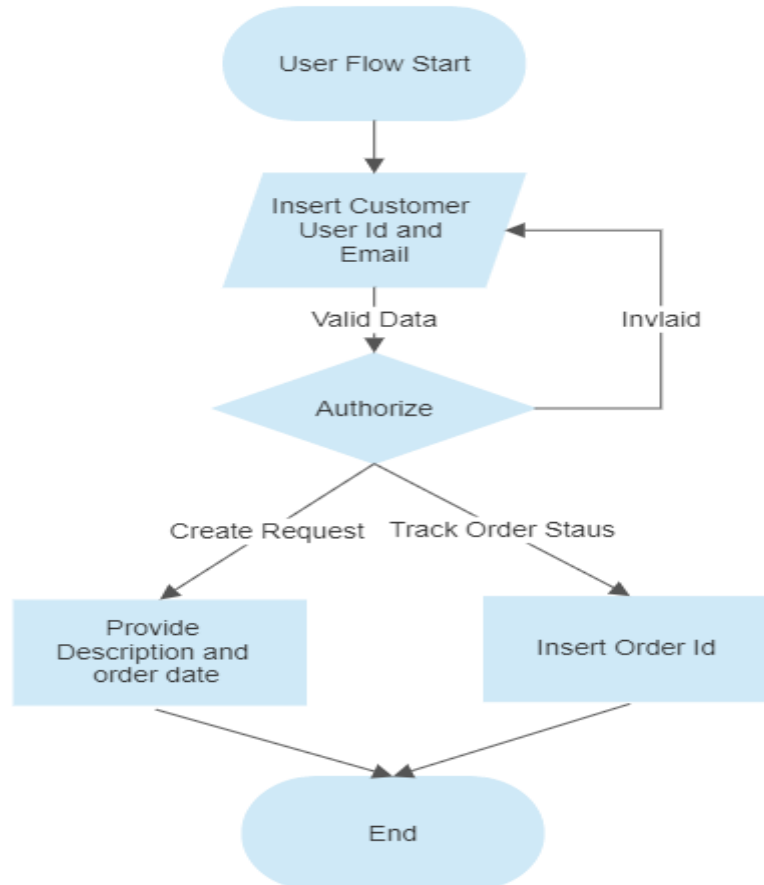 User Flow Start
Insert Customer
User Id and
Email
Valid Data
Invlaid
Authorize
Create Request
Track Order Staus
Provide
Description and
order date
Insert Order Id
End